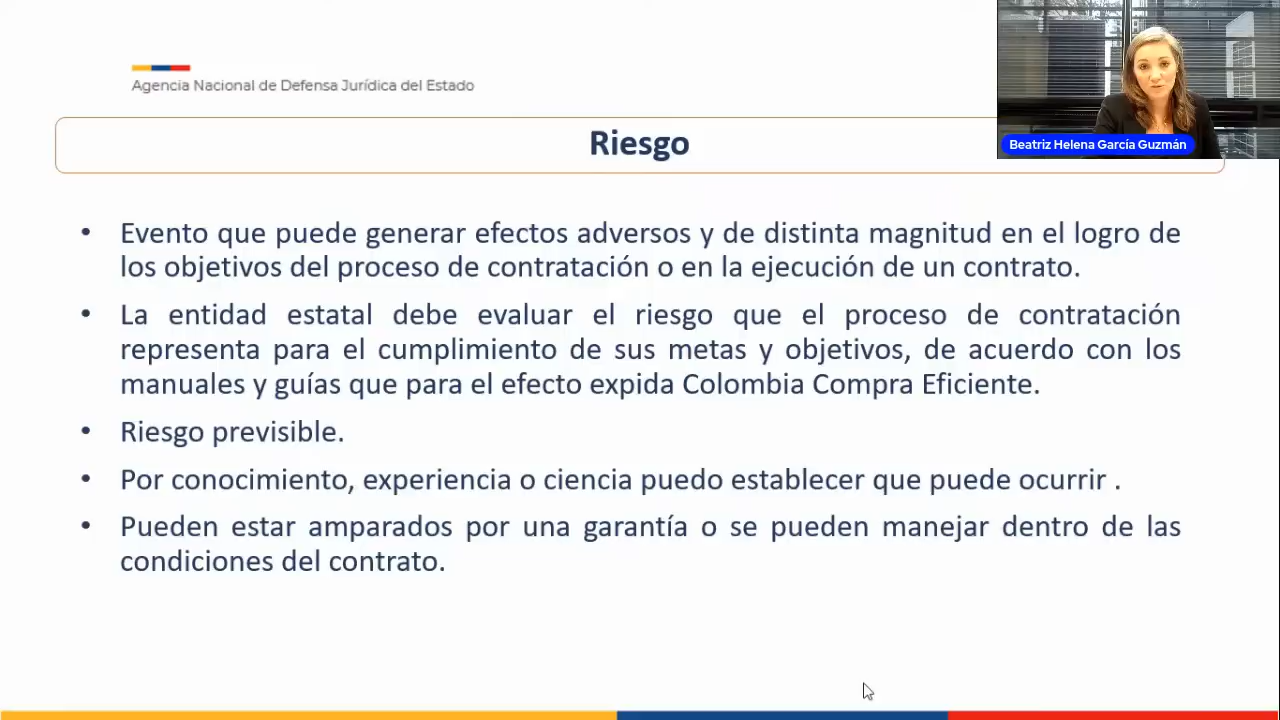 Agencia Nacional de Defensa Jurídica del Estado
Riesgo
Beatriz Helena García Guzmán
• Evento que puede generar efectos adversos y de distinta magnitud en el logro de
los objetivos del proceso de contratación o en la ejecución de un contrato.
• La entidad estatal debe evaluar el riesgo que el proceso de contratación
representa para el cumplimiento de sus metas y objetivos, de acuerdo con los
manuales y guías que para el efecto expida Colombia Compra Eficiente.
• Riesgo previsible.
• Por conocimiento, experiencia o ciencia puedo establecer que puede ocurrir .
• Pueden estar amparados por una garantía o se pueden manejar dentro de las
condiciones del contrato.